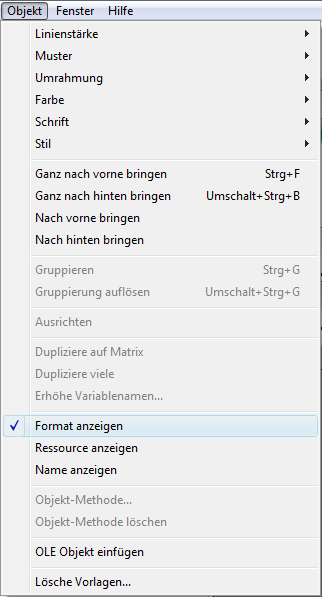 Objekt Fenster Hilfe
Linienstärke
Muster
Umrahmung
Farbe
Schrift
Stil
Ganz nach vorne bringen Strg+F
Ganz nach hinten bringen Umschalt+Strg+B
Nach vorne bringen
Nach hinten bringen
Gruppieren Strg+G
Gruppierung auflösen Umschalt+Strg+G
Ausrichten
Dupliziere auf Matrix
Dupliziere viele
Erhöhe Variablenamen...
Format anzeigen
Ressource anzeigen
Name anzeigen
Objekt-Methode...
Objekt-Methode löschen
OLE Objekt einfügen
Lösche Vorlagen...